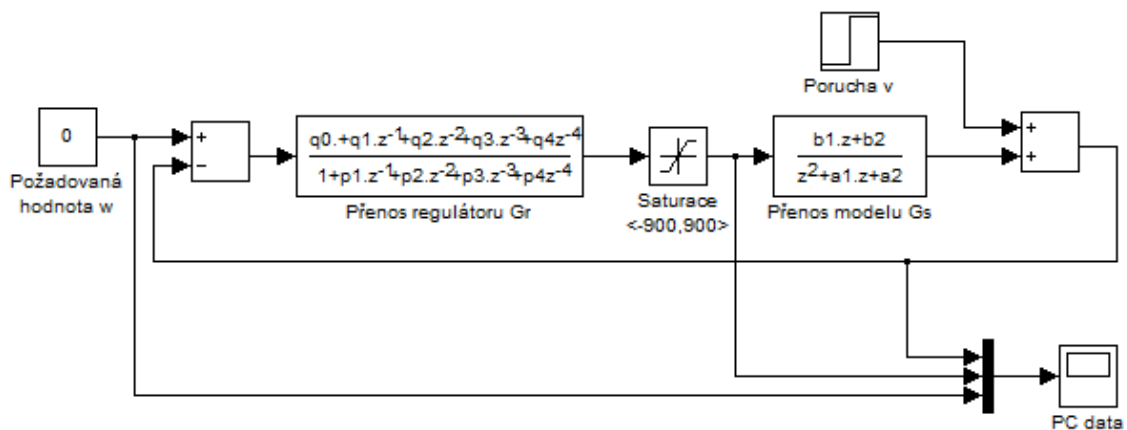 Porucha v
0
+
−
Požadovaná
hodnota w
q0.+q1.z-1+q2.z-2+q3.z-3+q4z-4
1+p1.z-1+p2.z-2+p3.z-3+p4z-4
Přenos regulátoru Gr
Saturace
<-900,900>
b1.z+b2
z2+a1.z+a2
Přenos modelu Gs
+
+
PC data